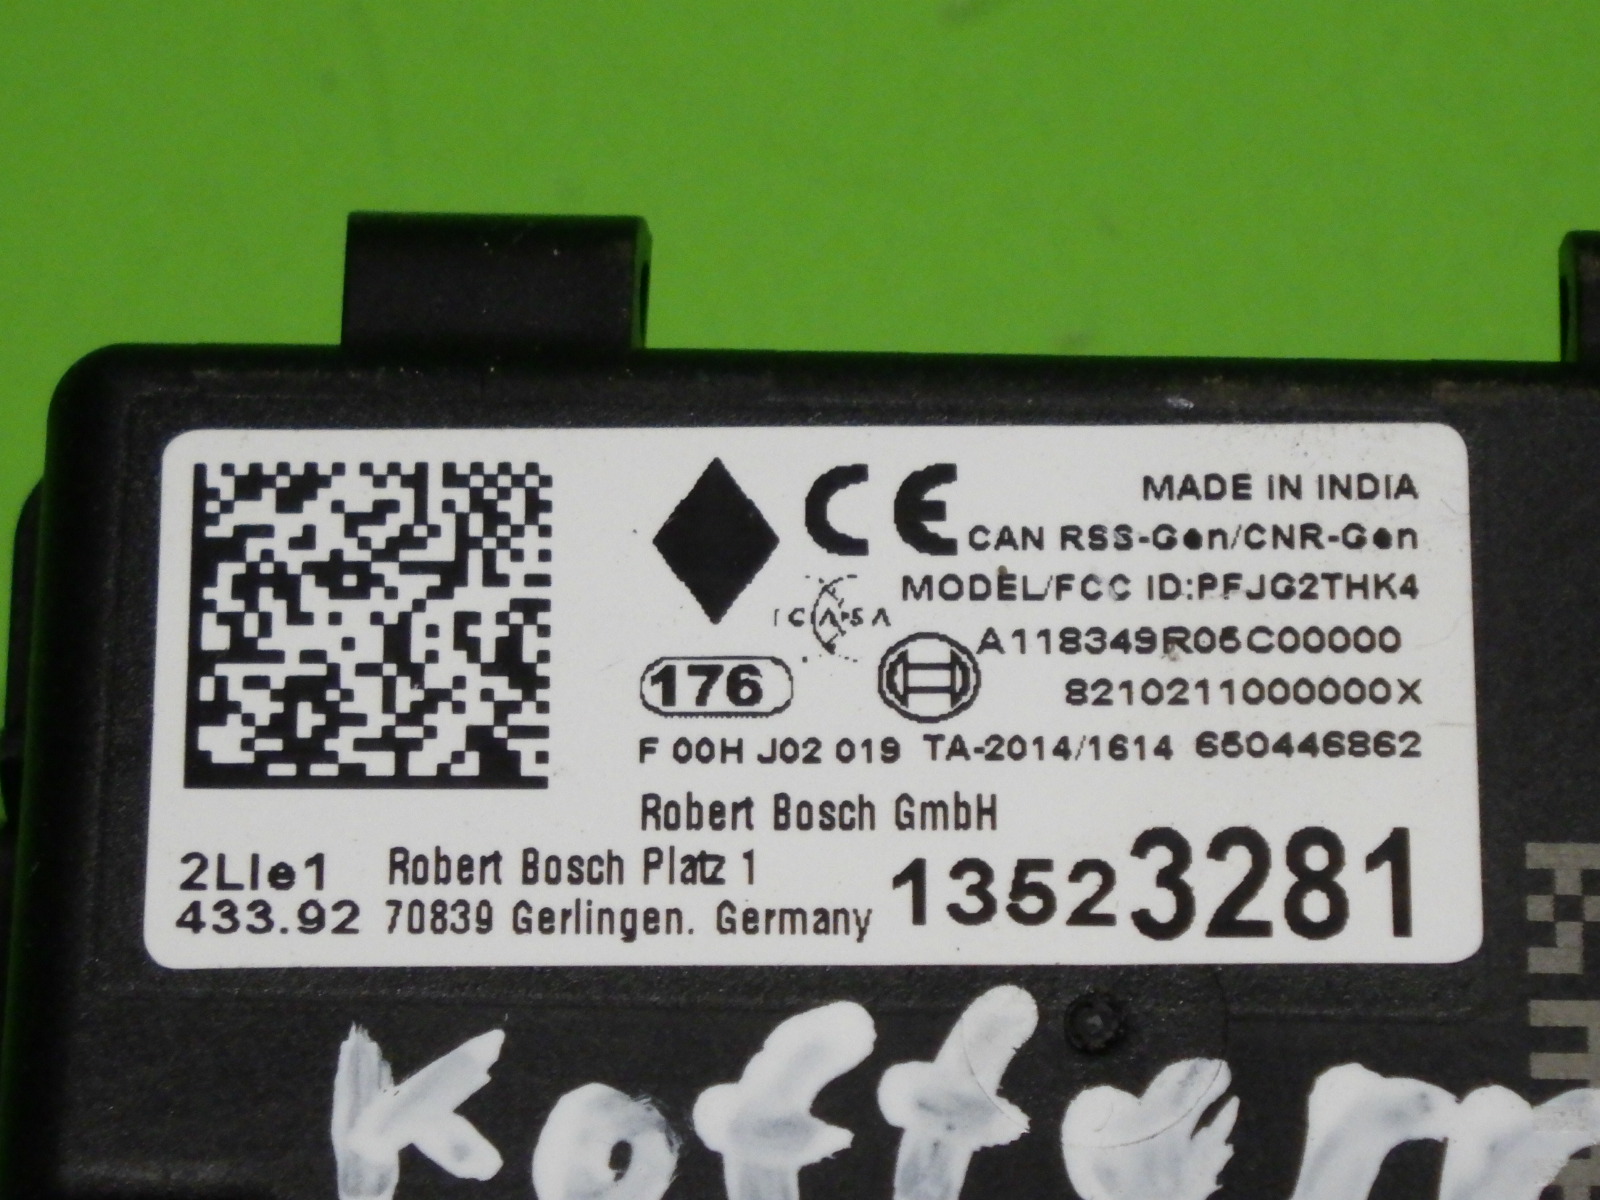 CE
MADE IN INDIA
CAN RSS-Gen/CNR-Gen
MODEL/FCC ID:PFJG2THK4
ICASA
A118349R05C00000
176
8210211000000X
F 00H J02 019 TA-2014/1614 650446862
Robert Bosch GmbH
2LIe1 Robert Bosch Platz 1
433.92 70839 Gerlingen. Germany
13523281